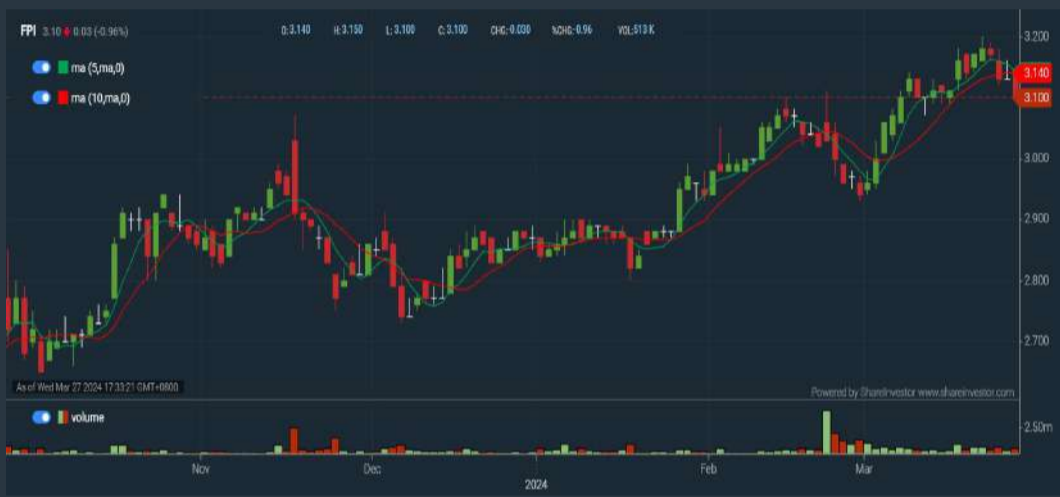 FPI 3.10 0.03 (-0.96%) O:3.140 H:3.150 L:3.100 C:3.100 CHG:-0.030 %CHG:-0.96 VOL:513 K
ma (5,ma,0)
ma (10,ma,0)
3.200
3.140
3.100
3.000
2.900
2.800
2.700
As of Wed Mar 27 2024 17:33:21 GMT+0800
Powered by ShareInvestor www.shareinvestor.com
volume
2.50m
Nov Dec Feb Mar
2024